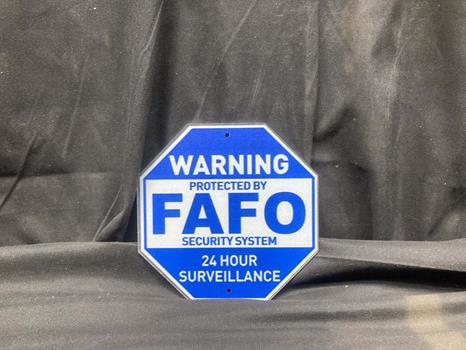 WARNING
PROTECTED BY
FAFO
SECURITY SYSTEM
24 HOUR
SURVEILLANCE